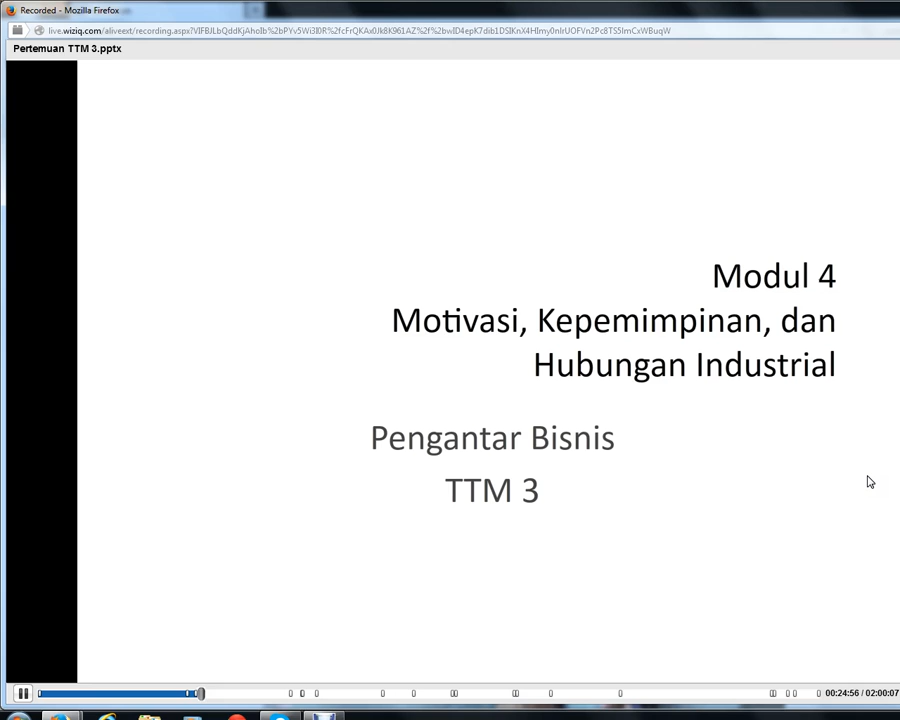 Recorded - Mozilla Firefox
Pertemuan TTM 3.pptx
Modul 4
Motivasi, Kepemimpinan, dan
Hubungan Industrial
Pengantar Bisnis
TTM 3
00:24:56 / 02:00:07